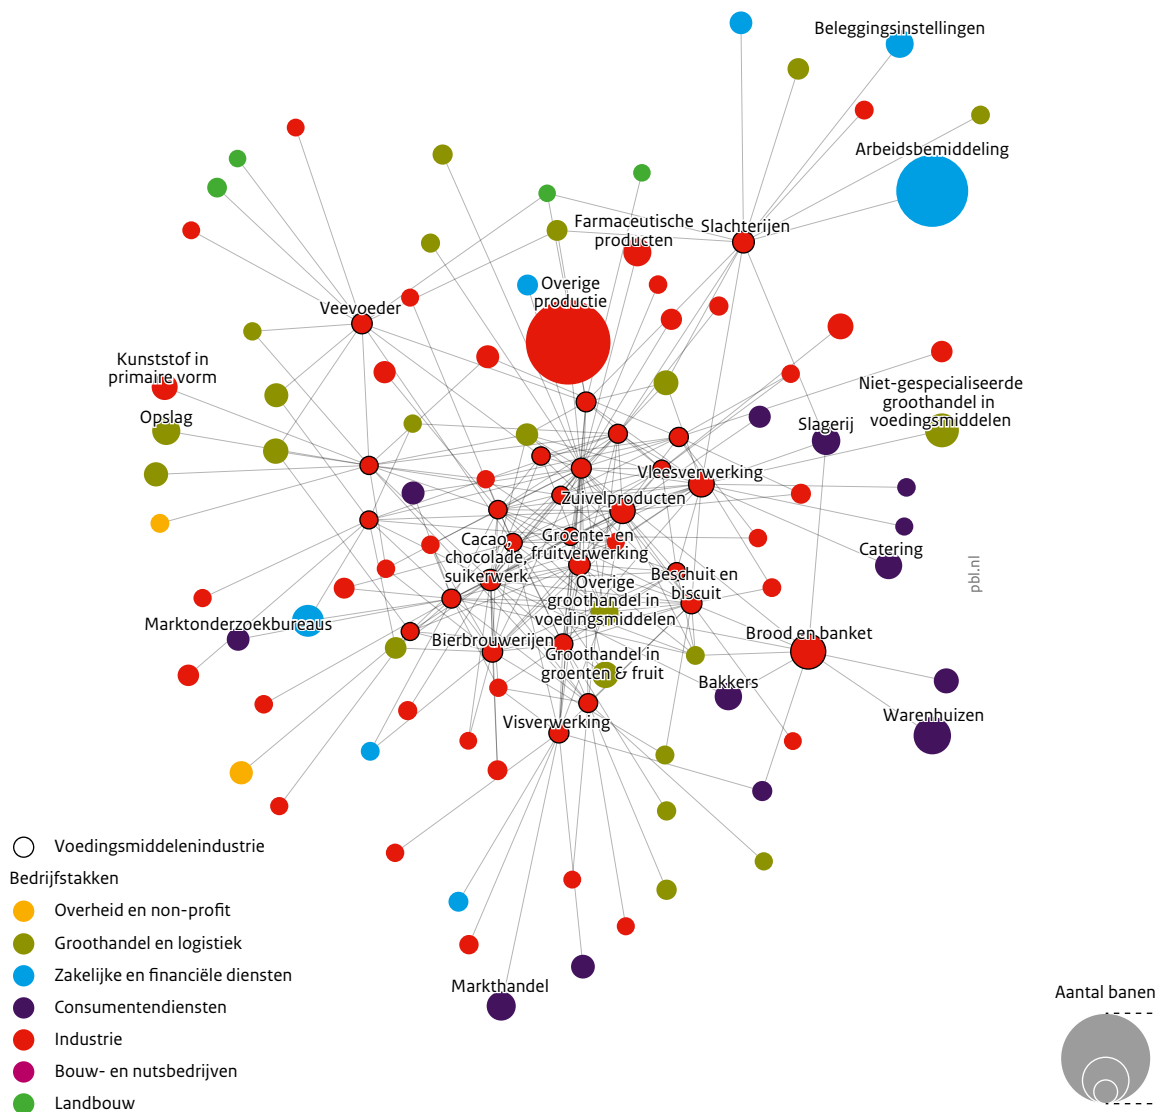 Beleggingsinstellingen
Arbeidsbemiddeling
Farmaceutische
producten
Slachterijen
Overige
productie
Veevoeder
Kunststof in
primaire vorm
Opslag
Niet-gespecialiseerde
groothandel in
voedingsmiddelen
Slagerij
Vleesverwerking
Zuivelproducten
Cacao,
chocolade,
suikerwerk
Groente- en
fruitverwerking
Catering
pbl.nl
Beschuit en
biscuit
Overige
groothandel in
voedingsmiddelen
Marktonderzoekbureaus
Bierbrouwerijen
Brood en banket
Groothandel in
groenten & fruit
Bakkers
Visverwerking
Warenhuizen
Markthandel
Voedingsmiddelenindustrie
Bedrijfstakken
Overheid en non-profit
Groothandel en logistiek
Zakelijke en financiële diensten
Consumentendiensten
Industrie
Bouw- en nutsbedrijven
Landbouw
Aantal banen